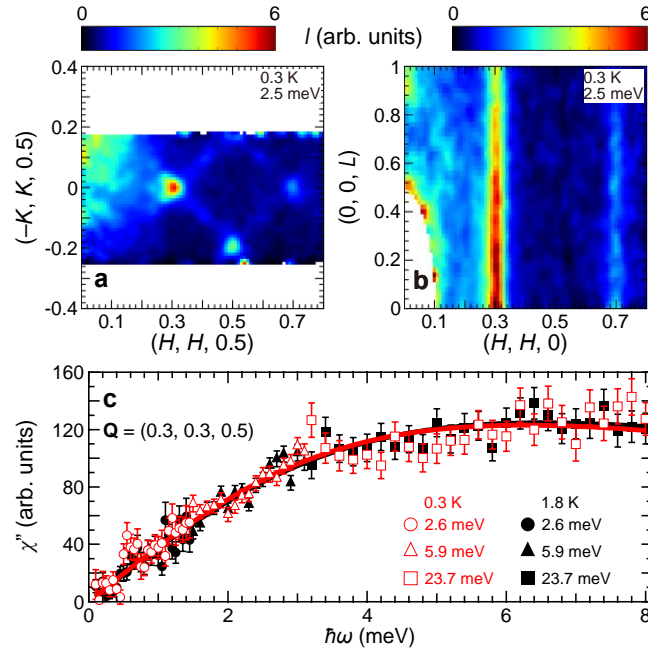 0 6 0 6
I (arb. units)
0.3 K
2.5 meV
0.4
0.2
0
-0.2
-0.4
(–K, K, 0.5)
a
0.1 0.3 0.5 0.7
(H, H, 0.5)
0.3 K
2.5 meV
1
0.8
0.6
0.4
0.2
0
(0, 0, L)
b
0.1 0.3 0.5 0.7
(H, H, 0)
160
120
80
40
0
χ” (arb. units)
c
Q = (0.3, 0.3, 0.5)
0.3 K 1.8 K
2.6 meV 2.6 meV
5.9 meV 5.9 meV
23.7 meV 23.7 meV
0 2 4 6 8
ħω (meV)